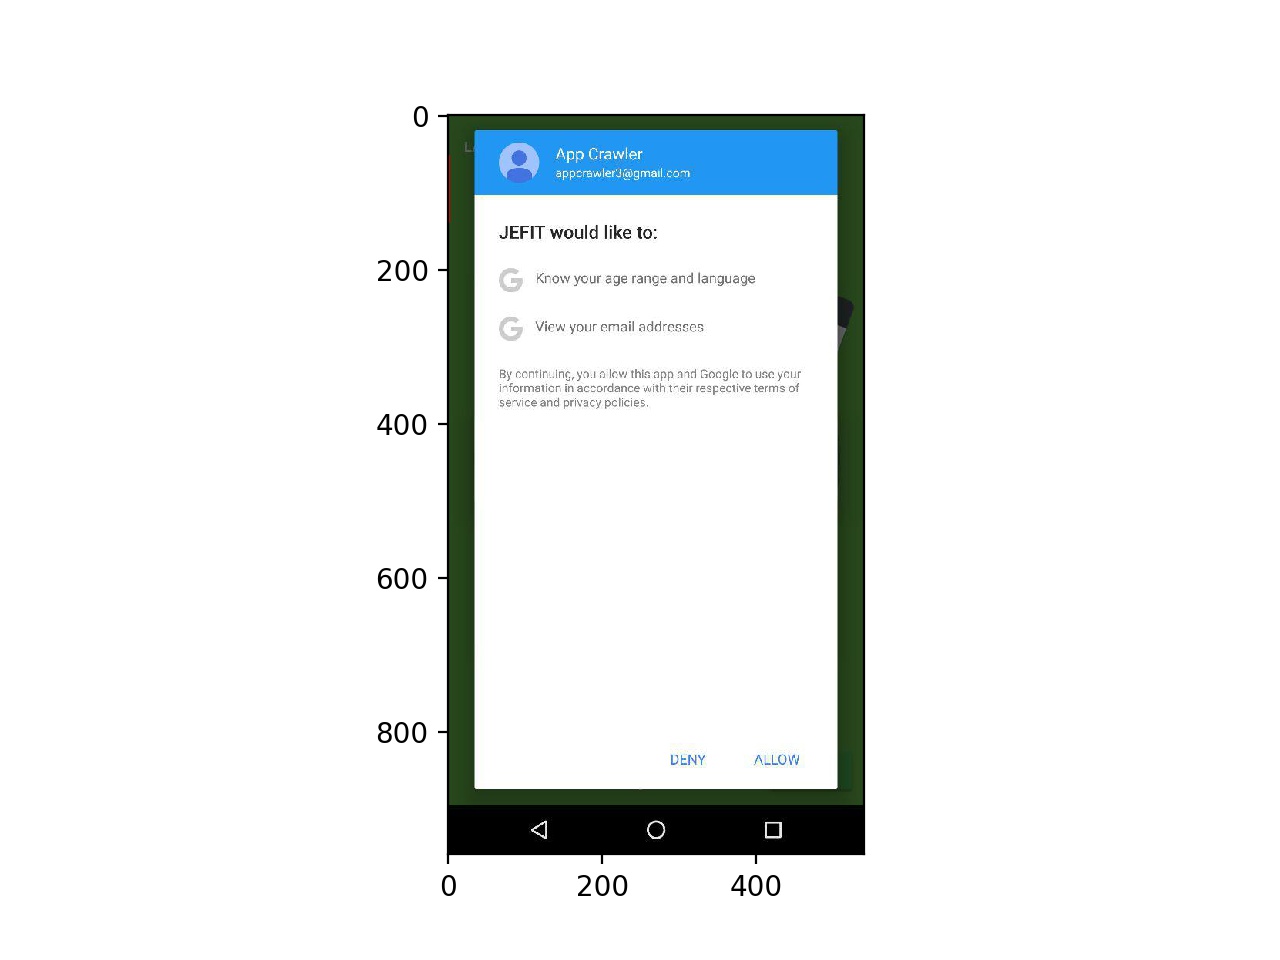 0
200
400
600
800
App Crawler
appcrawler3@gmail.com
JEFIT would like to:
Know your age range and language
View your email addresses
By continuing, you allow this app and Google to use your
information in accordance with their respective terms of
service and privacy policies.
DENY ALLOW
0 200 400